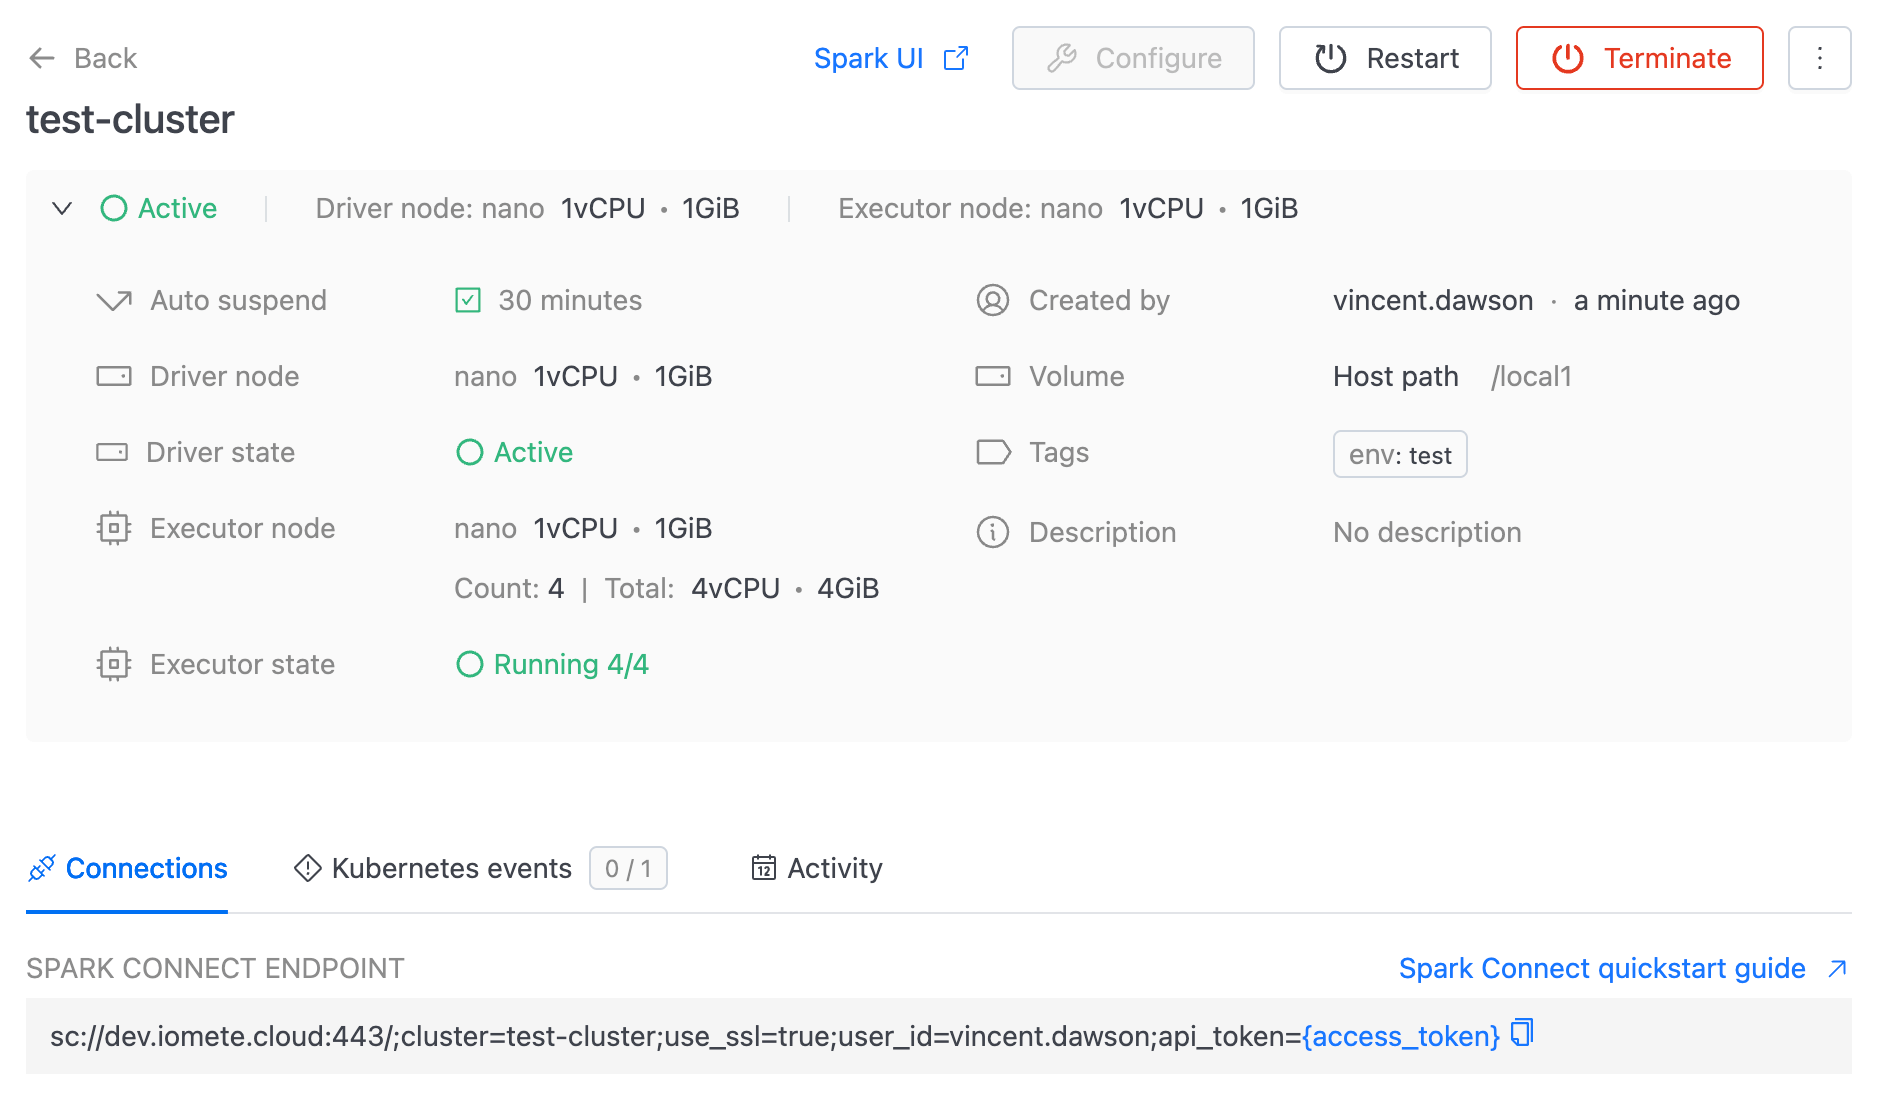 Back
Spark UI
Configure
Restart
Terminate
test-cluster
Active
Driver node: nano 1vCPU • 1GiB
Executor node: nano 1vCPU • 1GiB
Auto suspend
30 minutes
Created by
vincent.dawson · a minute ago
Driver node
nano 1vCPU • 1GiB
Volume
Host path /local1
Driver state
Active
Tags
env: test
Executor node
nano 1vCPU • 1GiB
Count: 4 | Total: 4vCPU • 4GiB
Description
No description
Executor state
Running 4/4
Connections
Kubernetes events
0 / 1
12
Activity
SPARK CONNECT ENDPOINT
Spark Connect quickstart guide
sc://dev.iomete.cloud:443/;cluster=test-cluster;use_ssl=true;user_id=vincent.dawson;api_token={access_token}